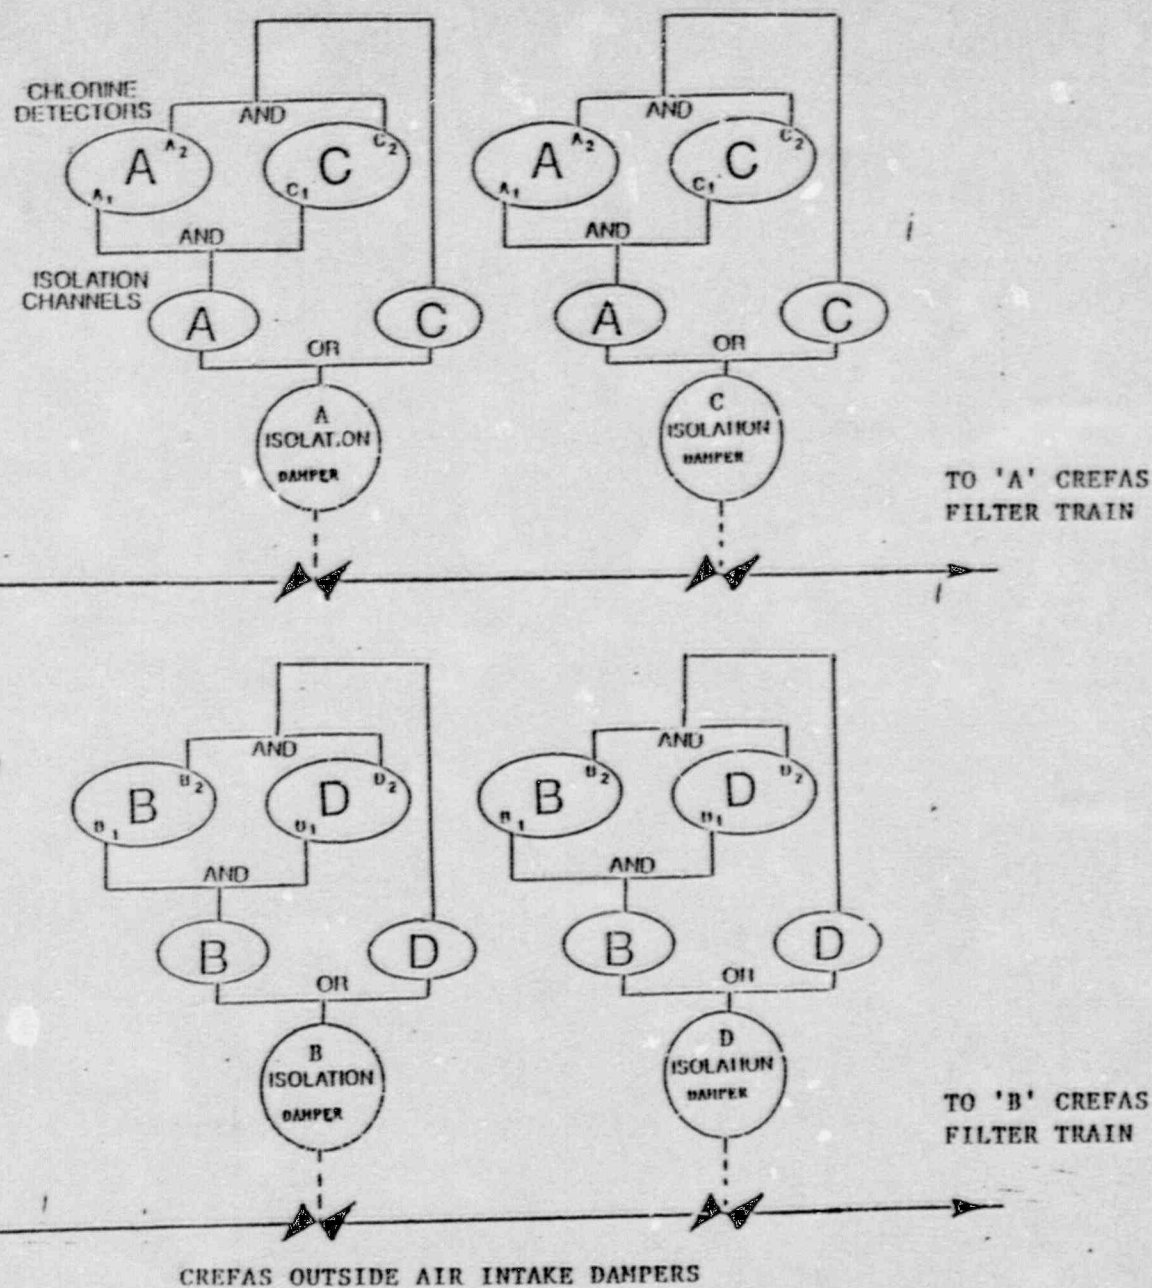 CHLORINE
DETECTORS
AND
AND
A A2 A1
C C2 C1
A A2 A1
C C2 C1
AND
AND
ISOLATION
CHANNELS
A
C
A
C
OR
OR
A
ISOLATION
DAMPER
C
ISOLATION
DAMPER
TO 'A' CREFAS
FILTER TRAIN
AND
AND
B B2 B1
D D2 D1
B B2 B1
D D2 D1
AND
AND
B
D
B
D
OR
OR
B
ISOLATION
DAMPER
D
ISOLATION
DAMPER
TO 'B' CREFAS
FILTER TRAIN
CREFAS OUTSIDE AIR INTAKE DAMPERS